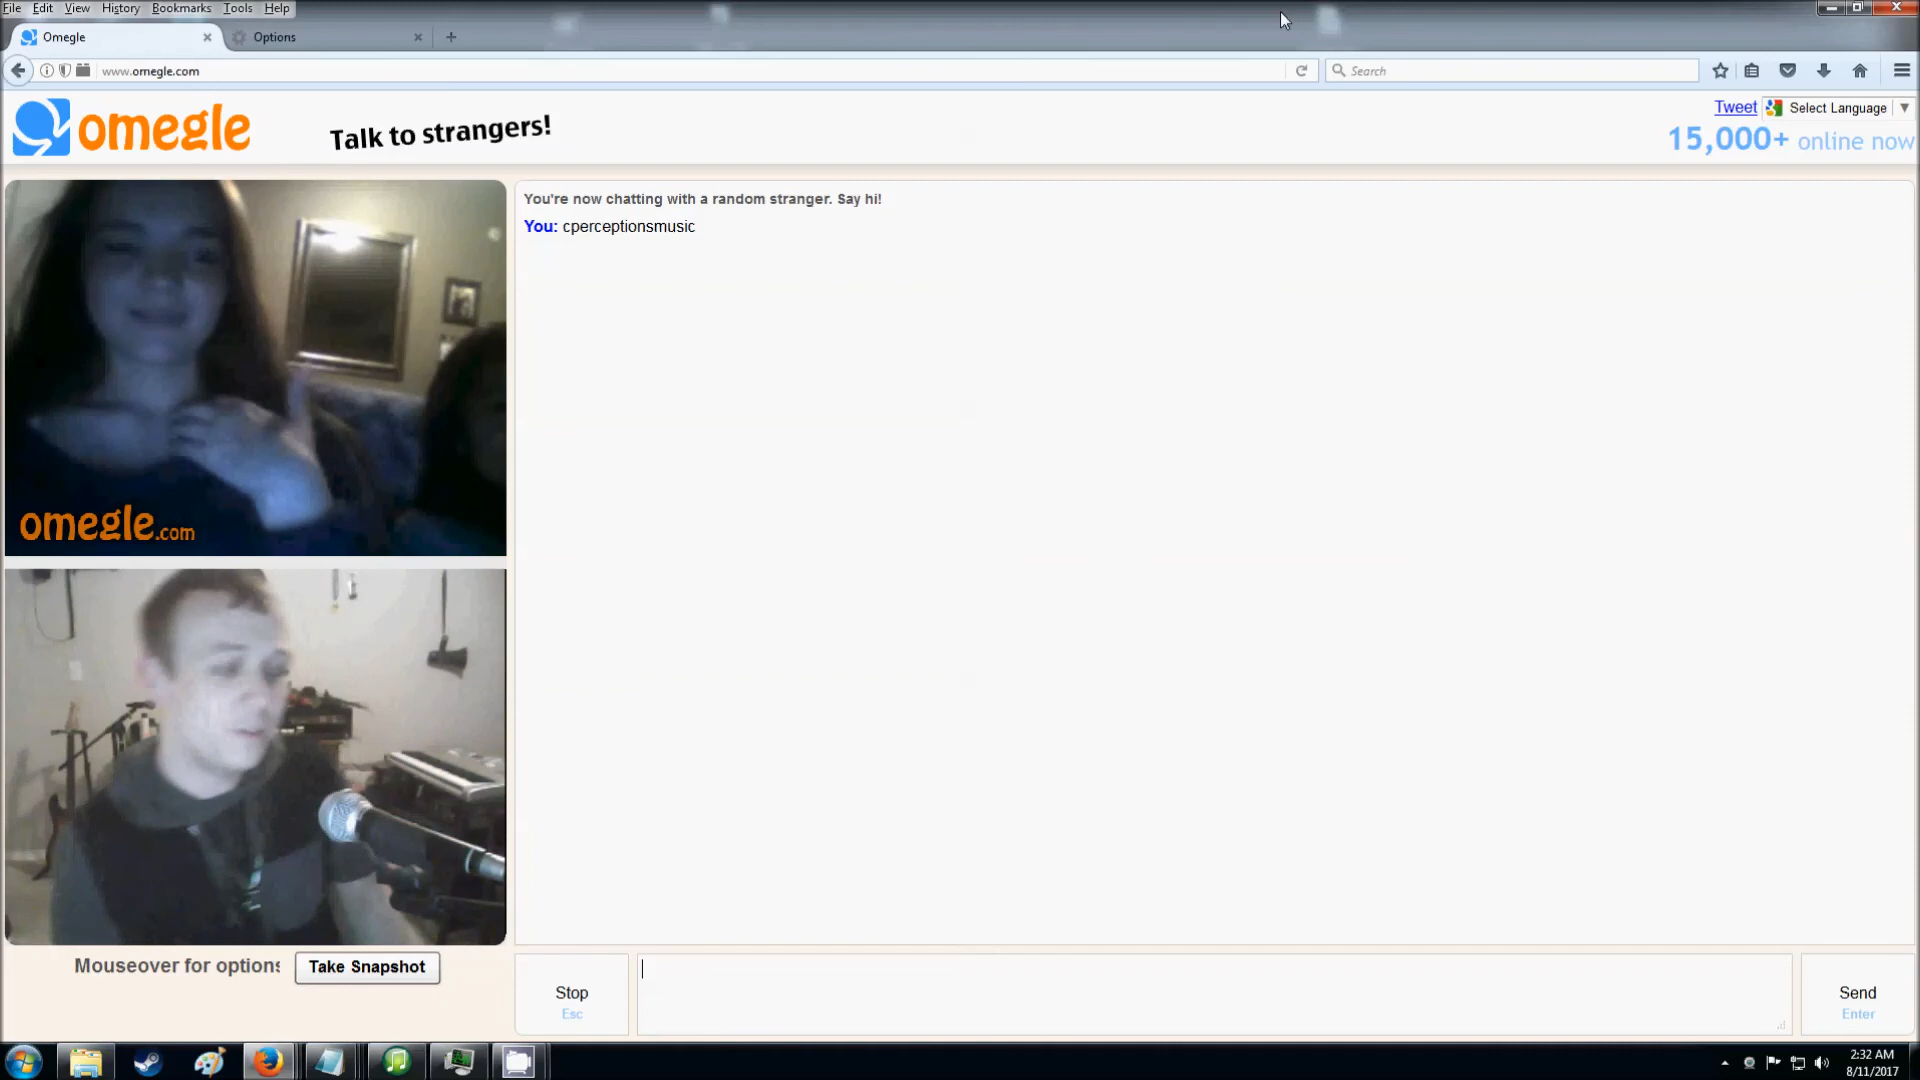 File Edit View History Bookmarks Tools Help
Omegle
Options
www.omegle.com
Search
omegle
Talk to strangers!
Tweet
Select Language
15,000+ online now
You're now chatting with a random stranger. Say hi!
You: cperceptionsmusic
omegle.com
Mouseover for options
Take Snapshot
Stop
Esc
Send
Enter
2:32 AM
8/11/2017